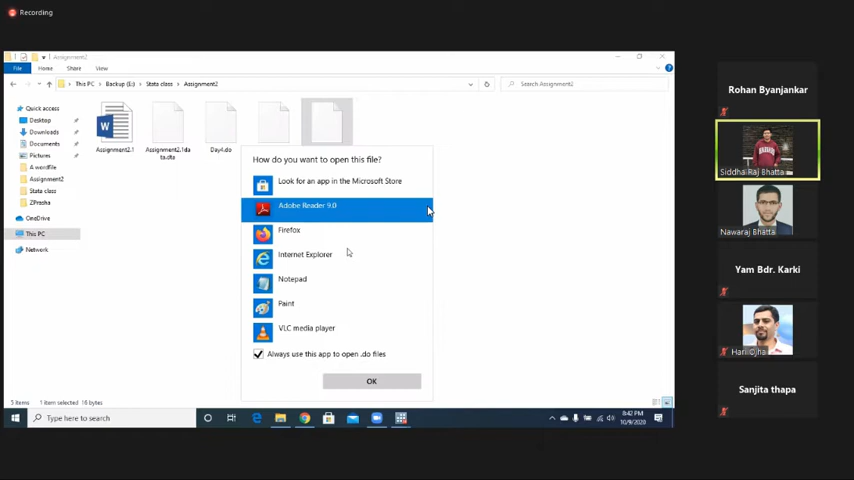 Recording
Assignment2
File
Home
Share
View
This PC
Backup (E:)
Stata class
Assignment2
Search Assignment2
Quick access
Desktop
Downloads
Documents
Pictures
A wordfile
Assignment2
Stata class
ZPrasha
OneDrive
This PC
Network
Assignment2.1
Assignment2.1da
ta.dta
Day4.do
How do you want to open this file?
Look for an app in the Microsoft Store
Adobe Reader 9.0
Firefox
Internet Explorer
Notepad
Paint
VLC media player
Always use this app to open .do files
OK
5 items
1 item selected 16 bytes
Type here to search
8:42 PM
10/9/2020
Rohan Byanjankar
Siddha Raj Bhatta
Nawaraj Bhatta
Yam Bdr. Karki
Hari Ojhai
Sanjita thapa